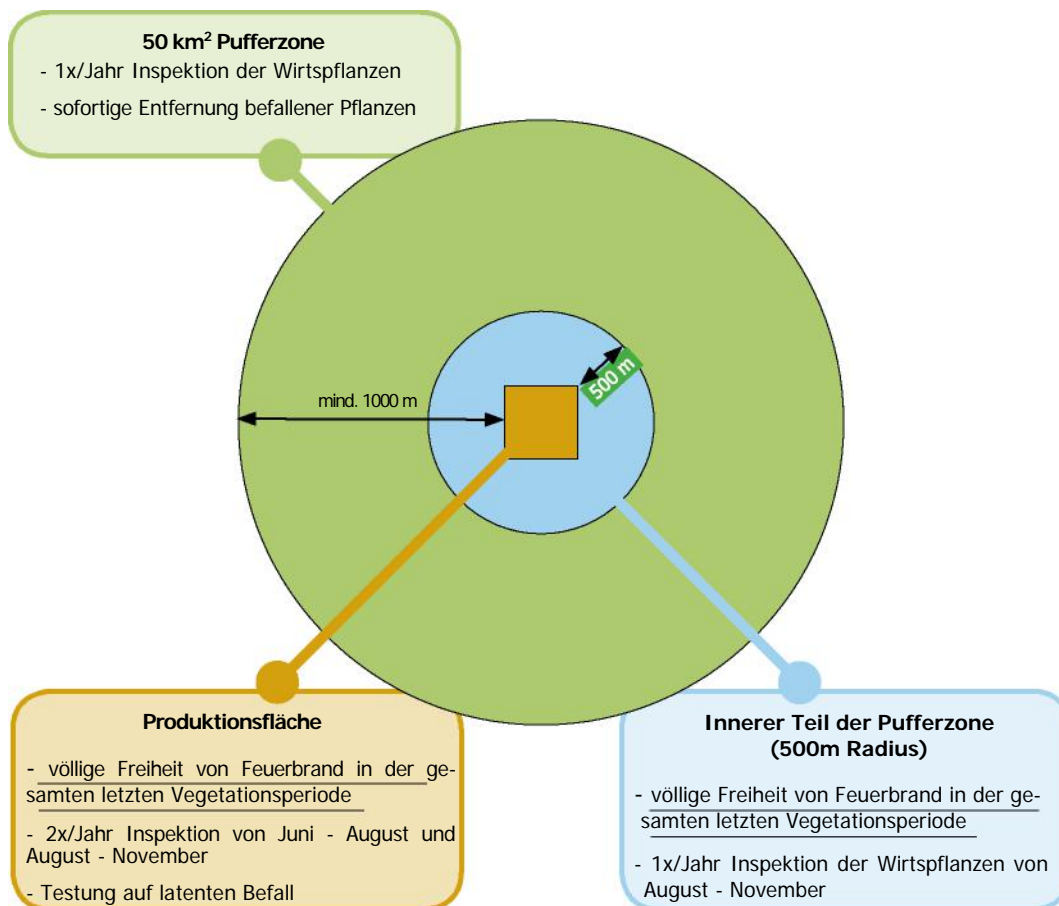 50 km² Pufferzone
- 1x/Jahr Inspektion der Wirtspflanzen
- sofortige Entfernung befallener Pflanzen
500 m
mind. 1000 m
Produktionsfläche
- völlige Freiheit von Feuerbrand in der ge-
samten letzten Vegetationsperiode
- 2x/Jahr Inspektion von Juni - August und
August - November
- Testung auf latenten Befall
Innerer Teil der Pufferzone
(500m Radius)
- völlige Freiheit von Feuerbrand in der ge-
samten letzten Vegetationsperiode
- 1x/Jahr Inspektion der Wirtspflanzen von
August - November